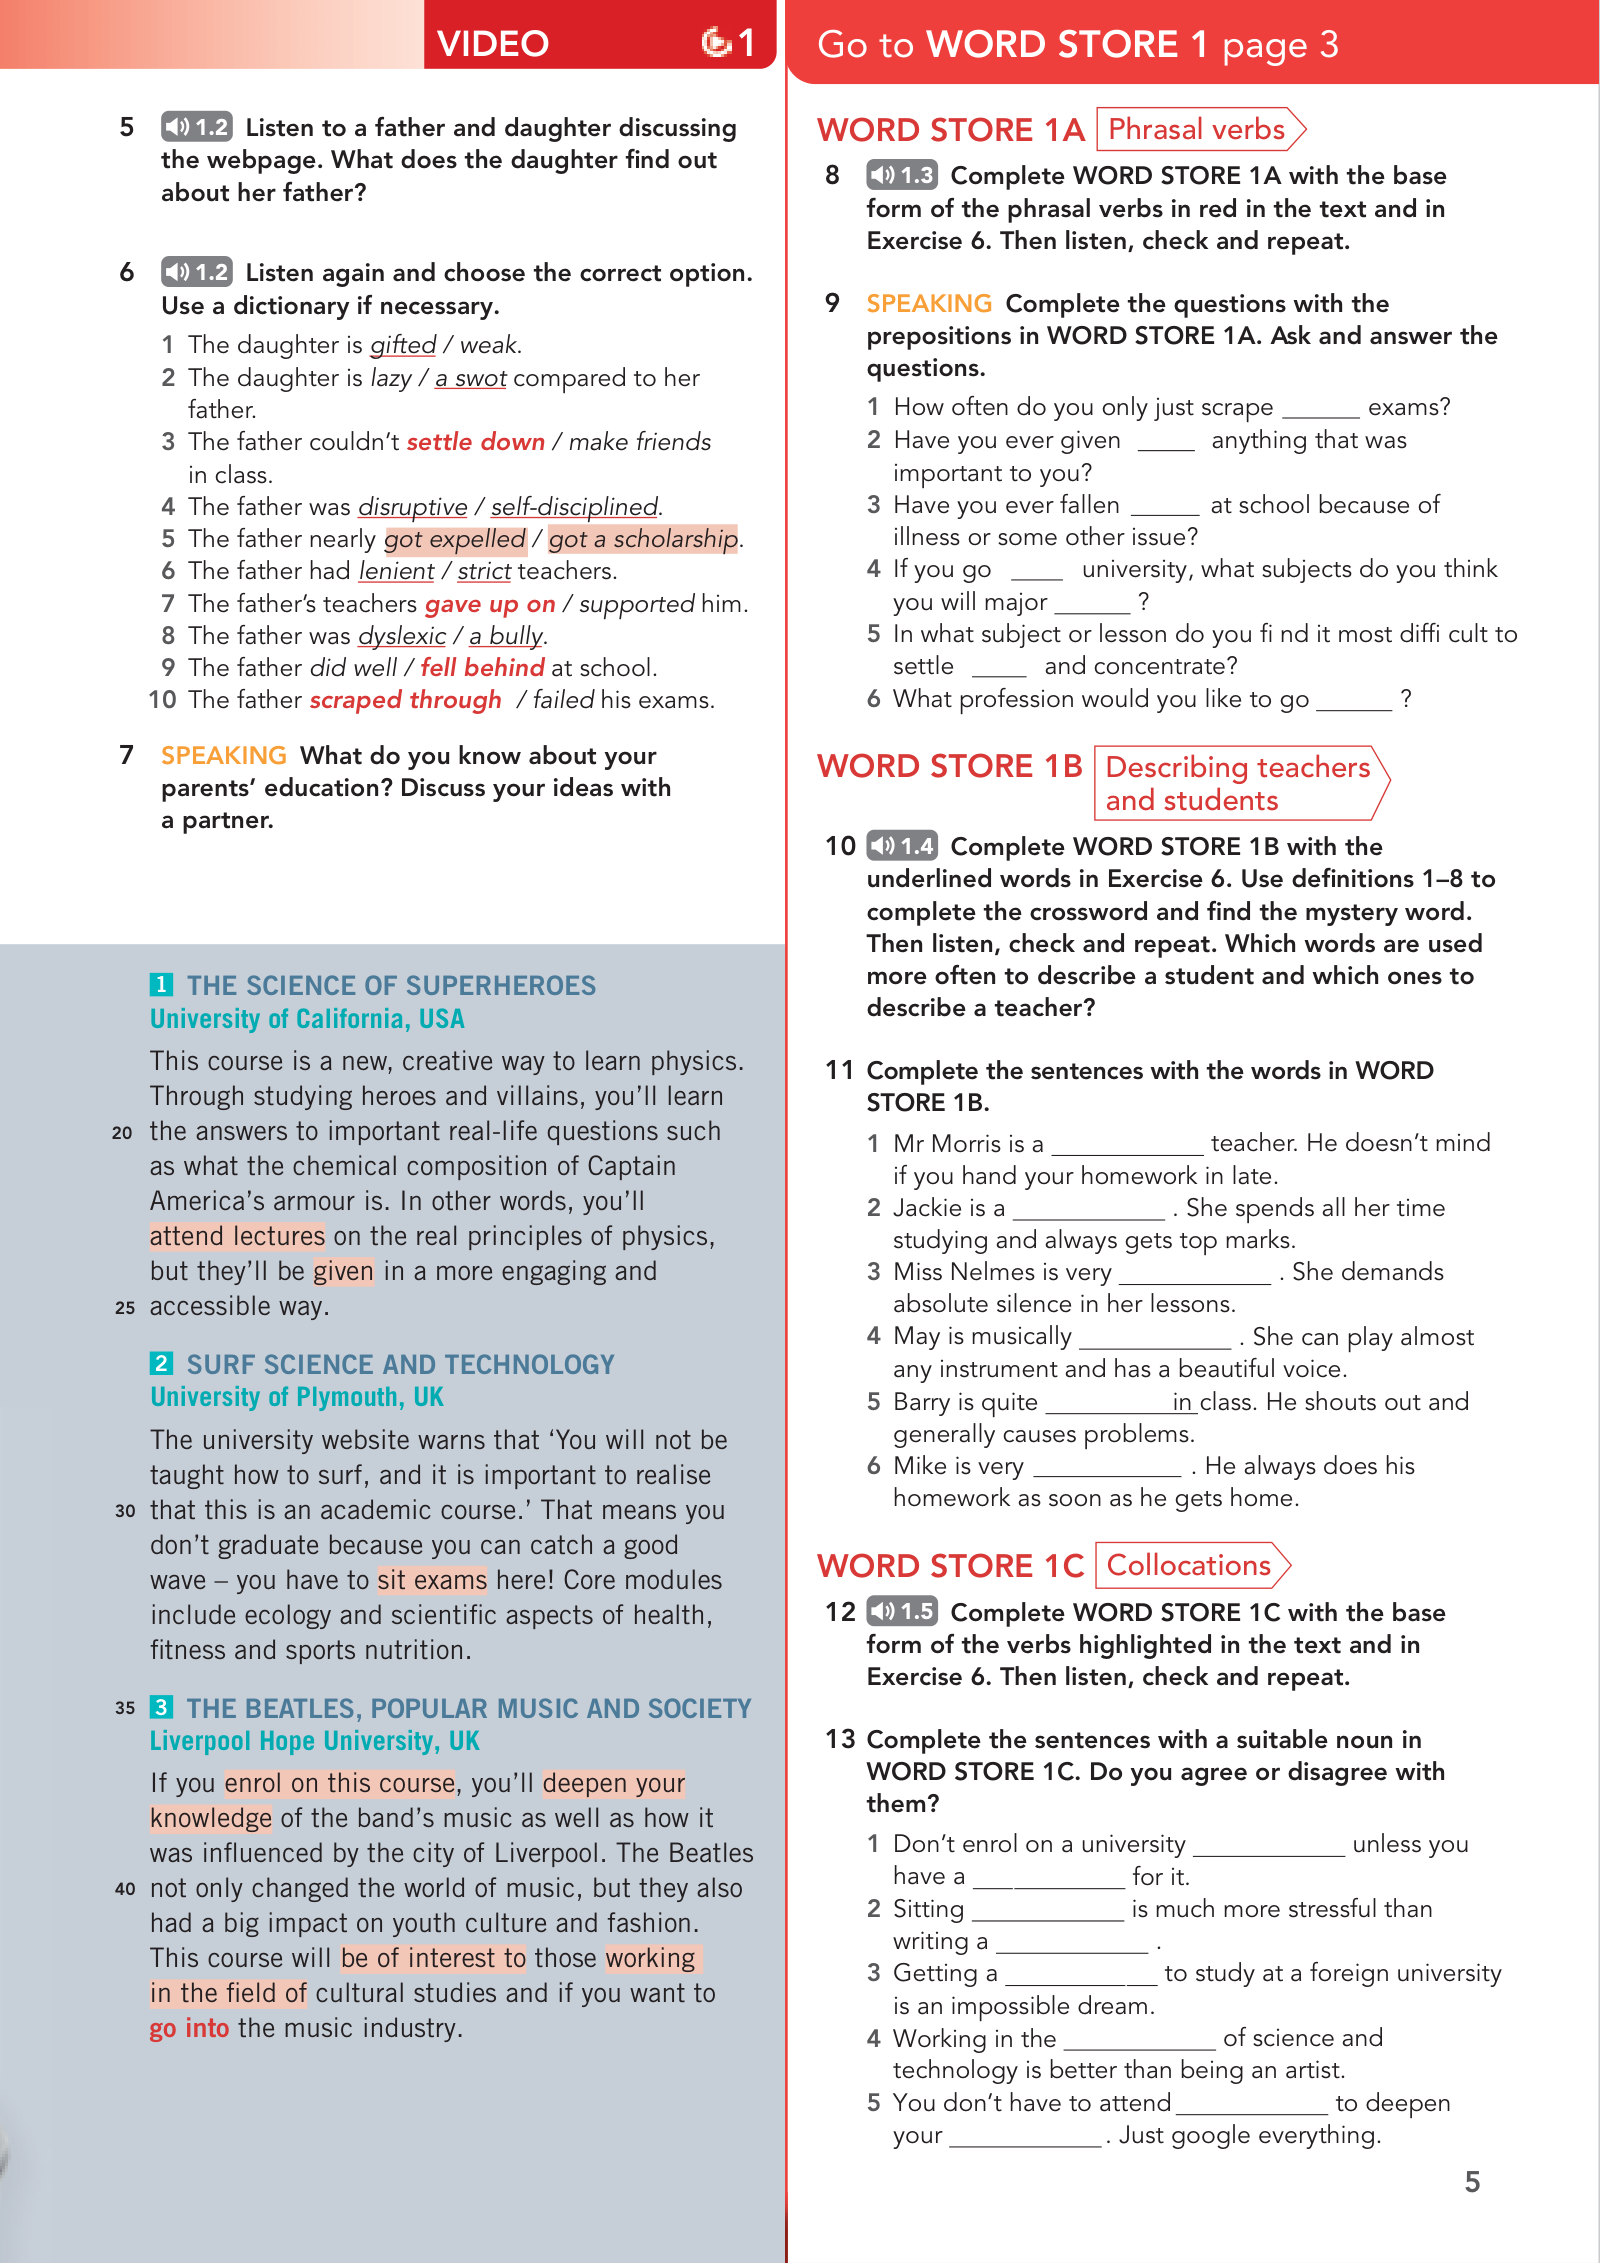 VIDEO 1
5 1.2 Listen to a father and daughter discussing
the webpage. What does the daughter find out
about her father?
6 1.2 Listen again and choose the correct option.
Use a dictionary if necessary.
1 The daughter is gifted / weak.
2 The daughter is lazy / a swot compared to her
father.
3 The father couldn't settle down / make friends
in class.
4 The father was disruptive / self-disciplined.
5 The father nearly got expelled / got a scholarship.
6 The father had lenient / strict teachers.
7 The father's teachers gave up on / supported him.
8 The father was dyslexic / a bully.
9 The father did well / fell behind at school.
10 The father scraped through / failed his exams.
7 SPEAKING What do you know about your
parents' education? Discuss your ideas with
a partner.
1 THE SCIENCE OF SUPERHEROES
University of California, USA
This course is a new, creative way to learn physics.
Through studying heroes and villains, you'll learn
20 the answers to important real-life questions such
as what the chemical composition of Captain
America's armour is. In other words, you'll
attend lectures on the real principles of physics,
but they'll be given in a more engaging and
25 accessible way.
2 SURF SCIENCE AND TECHNOLOGY
University of Plymouth, UK
The university website warns that 'You will not be
taught how to surf, and it is important to realise
30 that this is an academic course.' That means you
don't graduate because you can catch a good
wave – you have to sit exams here! Core modules
include ecology and scientific aspects of health,
fitness and sports nutrition.
35 3 THE BEATLES, POPULAR MUSIC AND SOCIETY
Liverpool Hope University, UK
If you enrol on this course, you'll deepen your
knowledge of the band's music as well as how it
was influenced by the city of Liverpool. The Beatles
40 not only changed the world of music, but they also
had a big impact on youth culture and fashion.
This course will be of interest to those working
in the field of cultural studies and if you want to
go into the music industry.
Go to WORD STORE 1 page 3
WORD STORE 1A Phrasal verbs
8 1.3 Complete WORD STORE 1A with the base
form of the phrasal verbs in red in the text and in
Exercise 6. Then listen, check and repeat.
9 SPEAKING Complete the questions with the
prepositions in WORD STORE 1A. Ask and answer the
questions.
1 How often do you only just scrape ______ exams?
2 Have you ever given ____ anything that was
important to you?
3 Have you ever fallen _____ at school because of
illness or some other issue?
4 If you go ____ university, what subjects do you think
you will major ______ ?
5 In what subject or lesson do you fi nd it most diffi cult to
settle ____ and concentrate?
6 What profession would you like to go ______ ?
WORD STORE 1B Describing teachers
and students
10 1.4 Complete WORD STORE 1B with the
underlined words in Exercise 6. Use definitions 1–8 to
complete the crossword and find the mystery word.
Then listen, check and repeat. Which words are used
more often to describe a student and which ones to
describe a teacher?
11 Complete the sentences with the words in WORD
STORE 1B.
1 Mr Morris is a ____________ teacher. He doesn't mind
if you hand your homework in late.
2 Jackie is a ____________ . She spends all her time
studying and always gets top marks.
3 Miss Nelmes is very ____________ . She demands
absolute silence in her lessons.
4 May is musically ____________ . She can play almost
any instrument and has a beautiful voice.
5 Barry is quite __________in class. He shouts out and
generally causes problems.
6 Mike is very ____________ . He always does his
homework as soon as he gets home.
WORD STORE 1C Collocations
12 1.5 Complete WORD STORE 1C with the base
form of the verbs highlighted in the text and in
Exercise 6. Then listen, check and repeat.
13 Complete the sentences with a suitable noun in
WORD STORE 1C. Do you agree or disagree with
them?
1 Don't enrol on a university ____________ unless you
have a ____________ for it.
2 Sitting ____________ is much more stressful than
writing a ____________ .
3 Getting a ____________ to study at a foreign university
is an impossible dream.
4 Working in the ____________ of science and
technology is better than being an artist.
5 You don't have to attend ____________ to deepen
your ____________ . Just google everything.
5